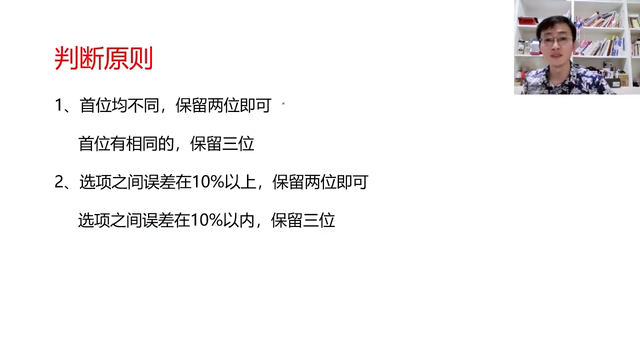 判断原则
1、首位均不同，保留两位即可
首位有相同的，保留三位
2、选项之间误差在10%以上，保留两位即可
选项之间误差在10%以内，保留三位